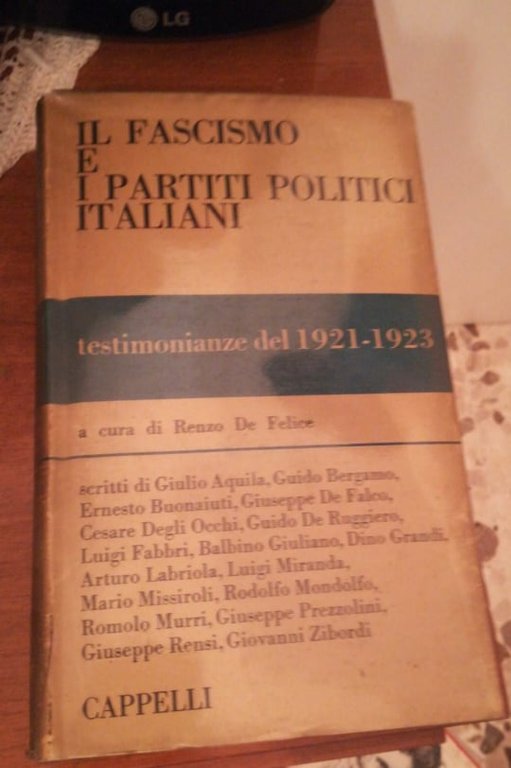 LG
IL FASCISMO
E
I PARTITI POLITICI
ITALIANI
testimonianze del 1921-1923
a cura di Renzo De Felice
scritti di Giulio Aquila, Guido Bergamo,
Ernesto Buonaiuti, Giuseppe De Falco,
Cesare Degli Occhi, Guido De Ruggiero,
Luigi Fabbri, Balbino Giuliano, Dino Grandi,
Arturo Labriola, Luigi Miranda,
Mario Missiroli, Rodolfo Mondolfo,
Romolo Murri, Giuseppe Prezzolini,
Giuseppe Rensi, Giovanni Zibordi
CAPPELLI